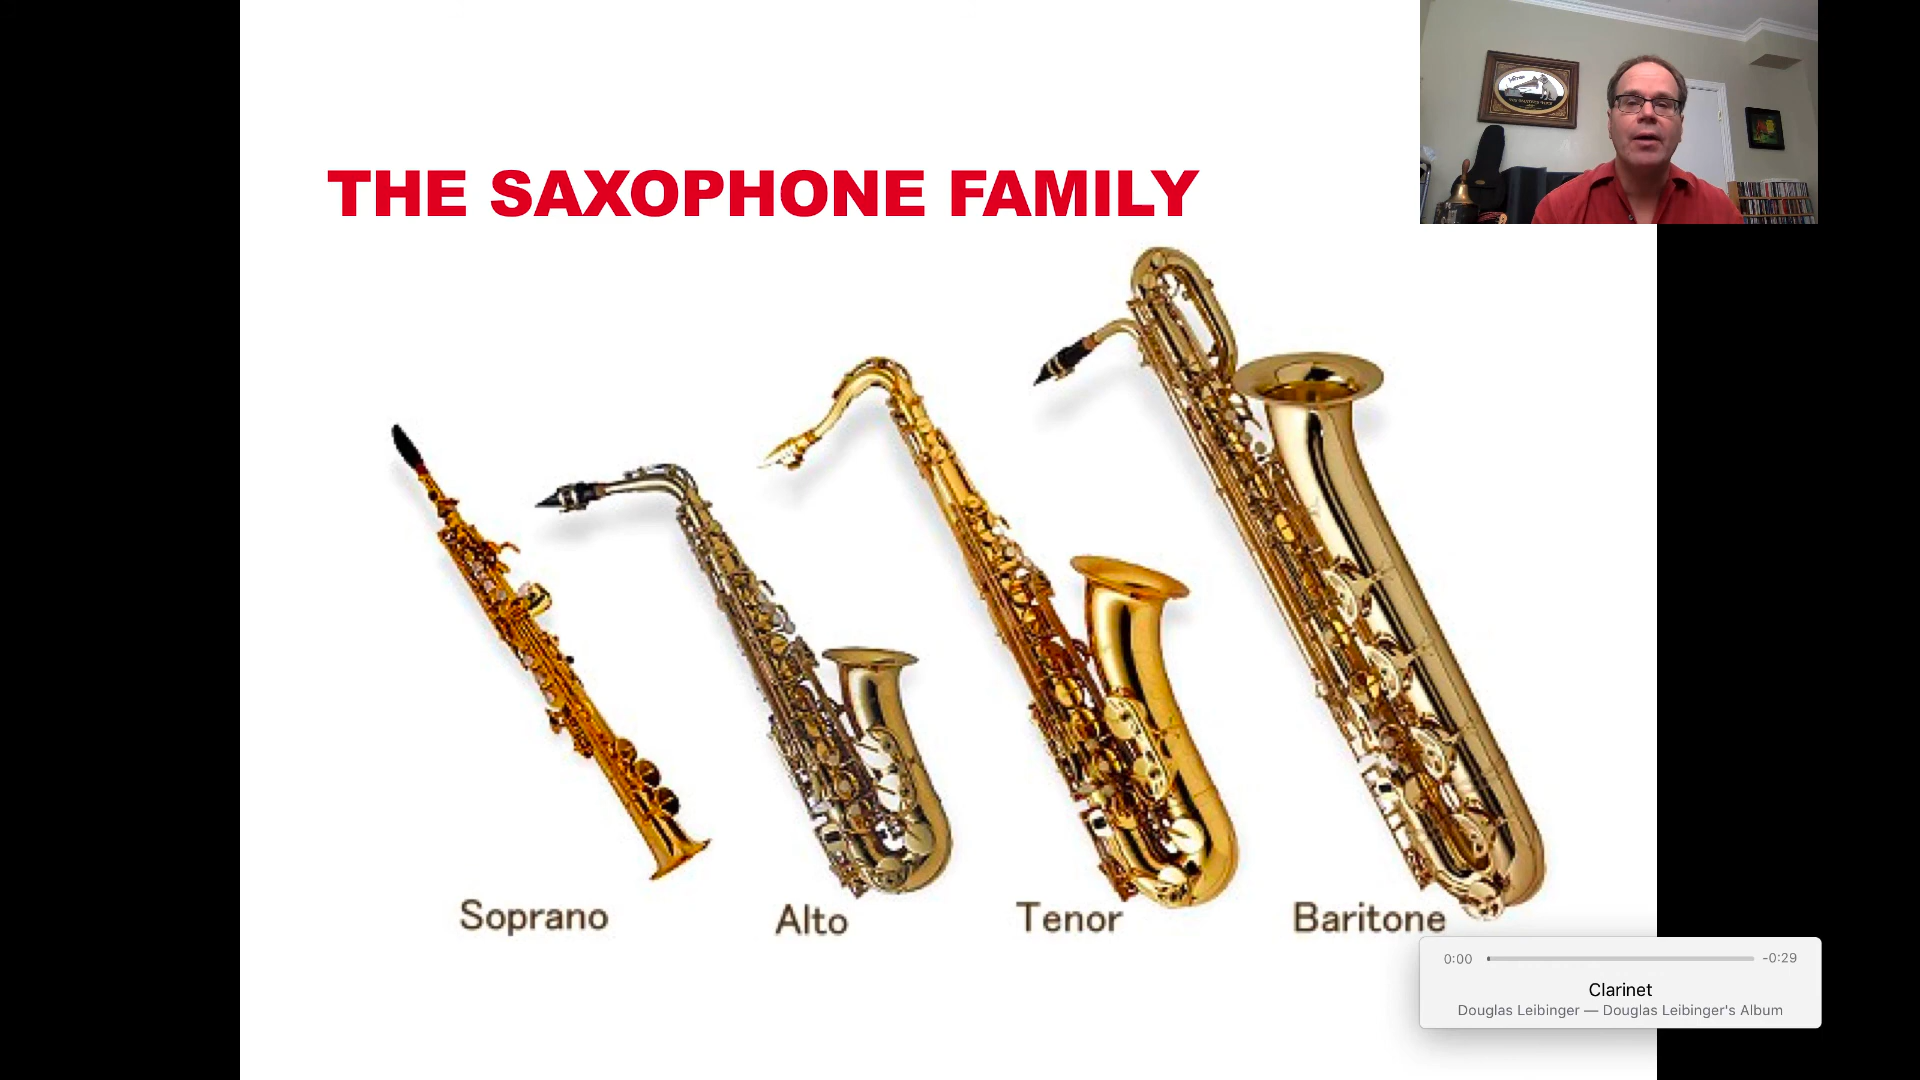 THE SAXOPHONE FAMILY
Soprano
Alto
Tenor
Baritone
0:00
-0:29
Clarinet
Douglas Leibinger — Douglas Leibinger's Album